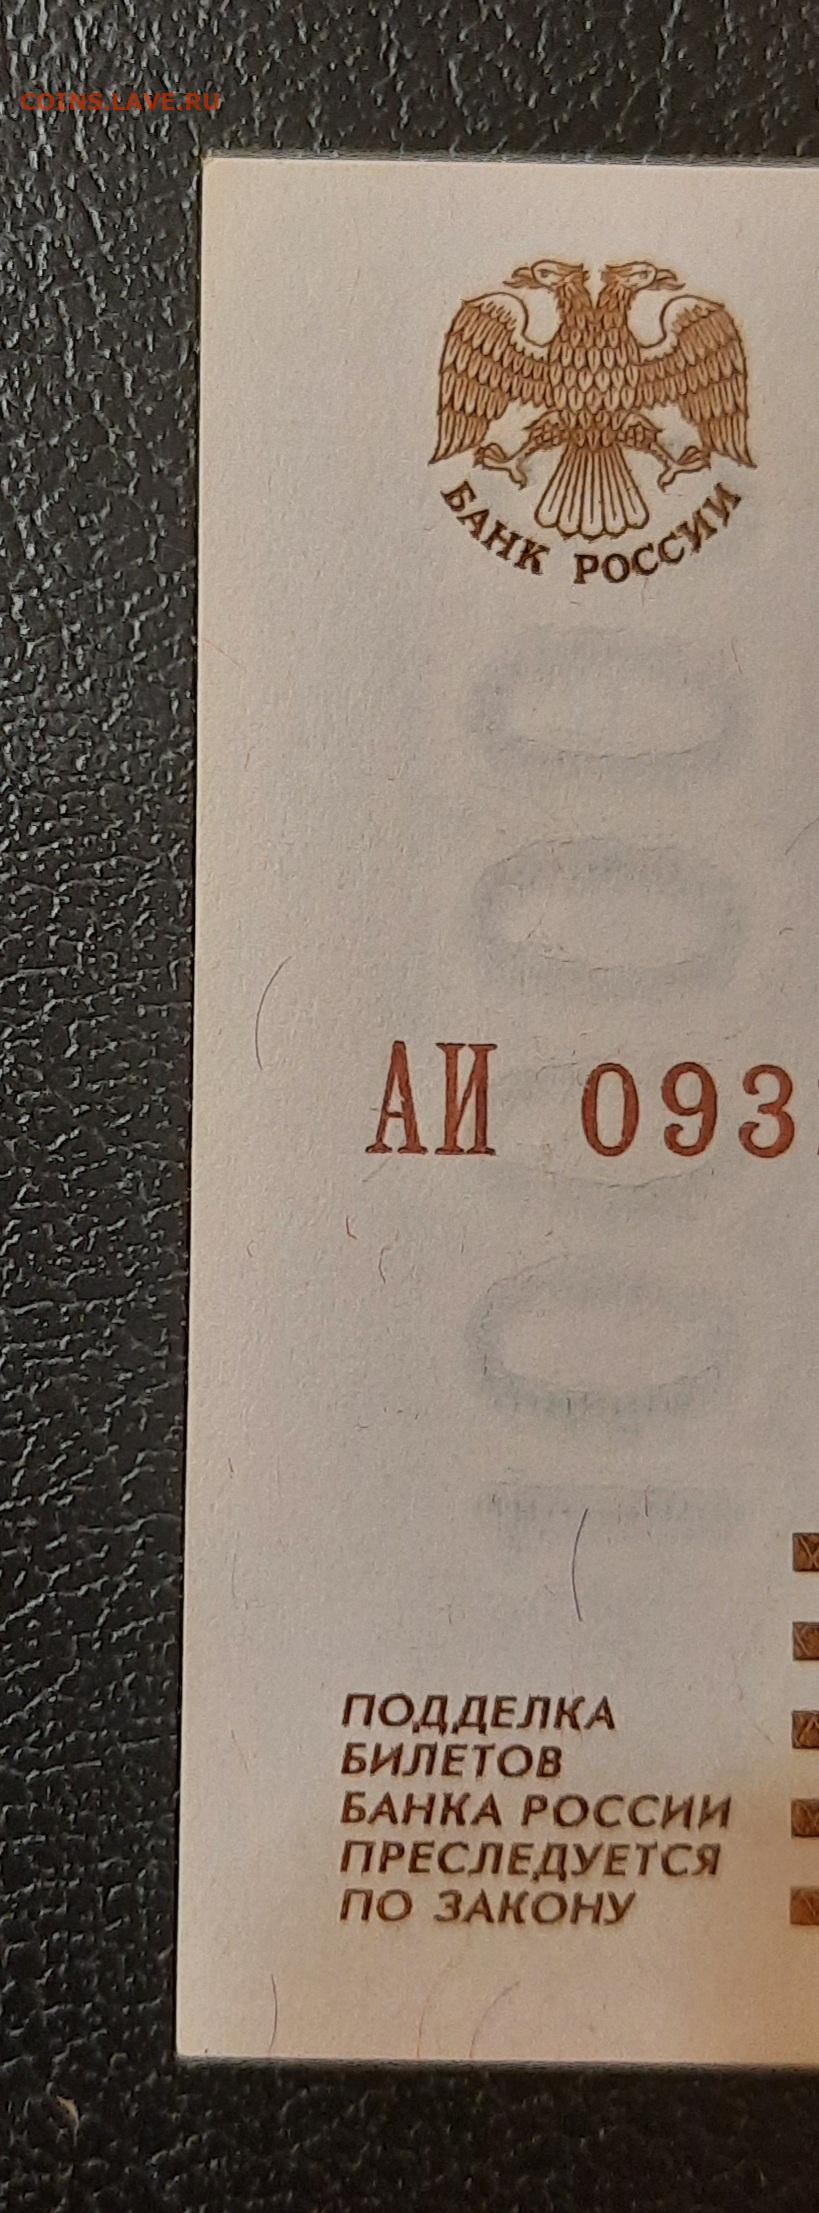 COINS.LAVE.RU
БАНК РОССИИ
АИ 093
ПОДДЕЛКА
БИЛЕТОВ
БАНКА РОССИИ
ПРЕСЛЕДУЕТСЯ
ПО ЗАКОНУ